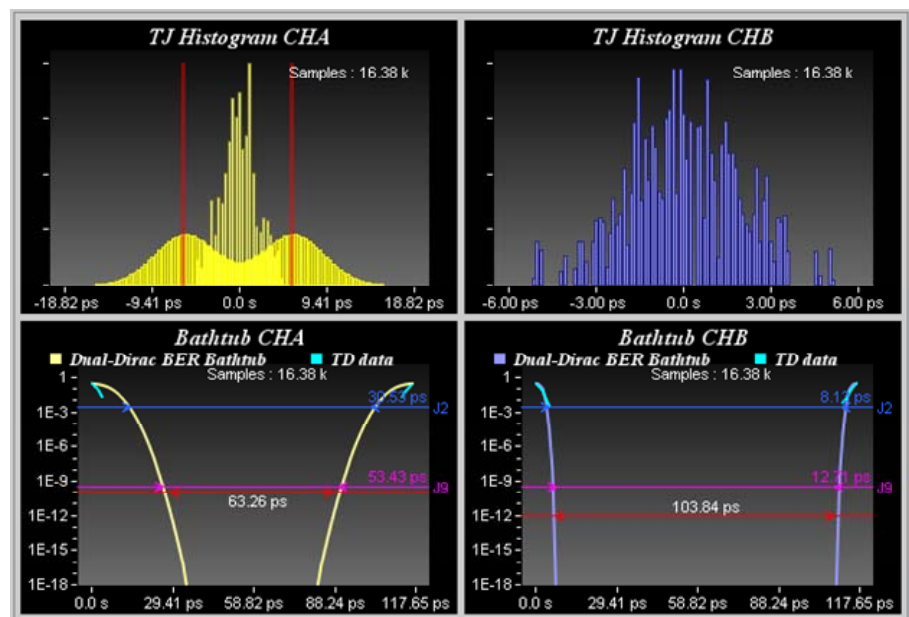 TJ Histogram CHA
Samples : 16.38 k
-18.82 ps -9.41 ps 0.0 s 9.41 ps 18.82 ps
TJ Histogram CHB
Samples : 16.38 k
-6.00 ps -3.00 ps 0.0 s 3.00 ps 6.00 ps
Bathtub CHA
Dual-Dirac BER Bathtub TD data
Samples : 16.38 k
1
1E-3
1E-6
1E-9
1E-12
1E-15
1E-18
30.53 ps J2
53.43 ps J9
63.26 ps
0.0 s 29.41 ps 58.82 ps 88.24 ps 117.65 ps
Bathtub CHB
Dual-Dirac BER Bathtub TD data
Samples : 16.38 k
1
1E-3
1E-6
1E-9
1E-12
1E-15
1E-18
J2
J9
103.84 ps
0.0 s 29.41 ps 58.82 ps 88.24 ps 117.65 ps